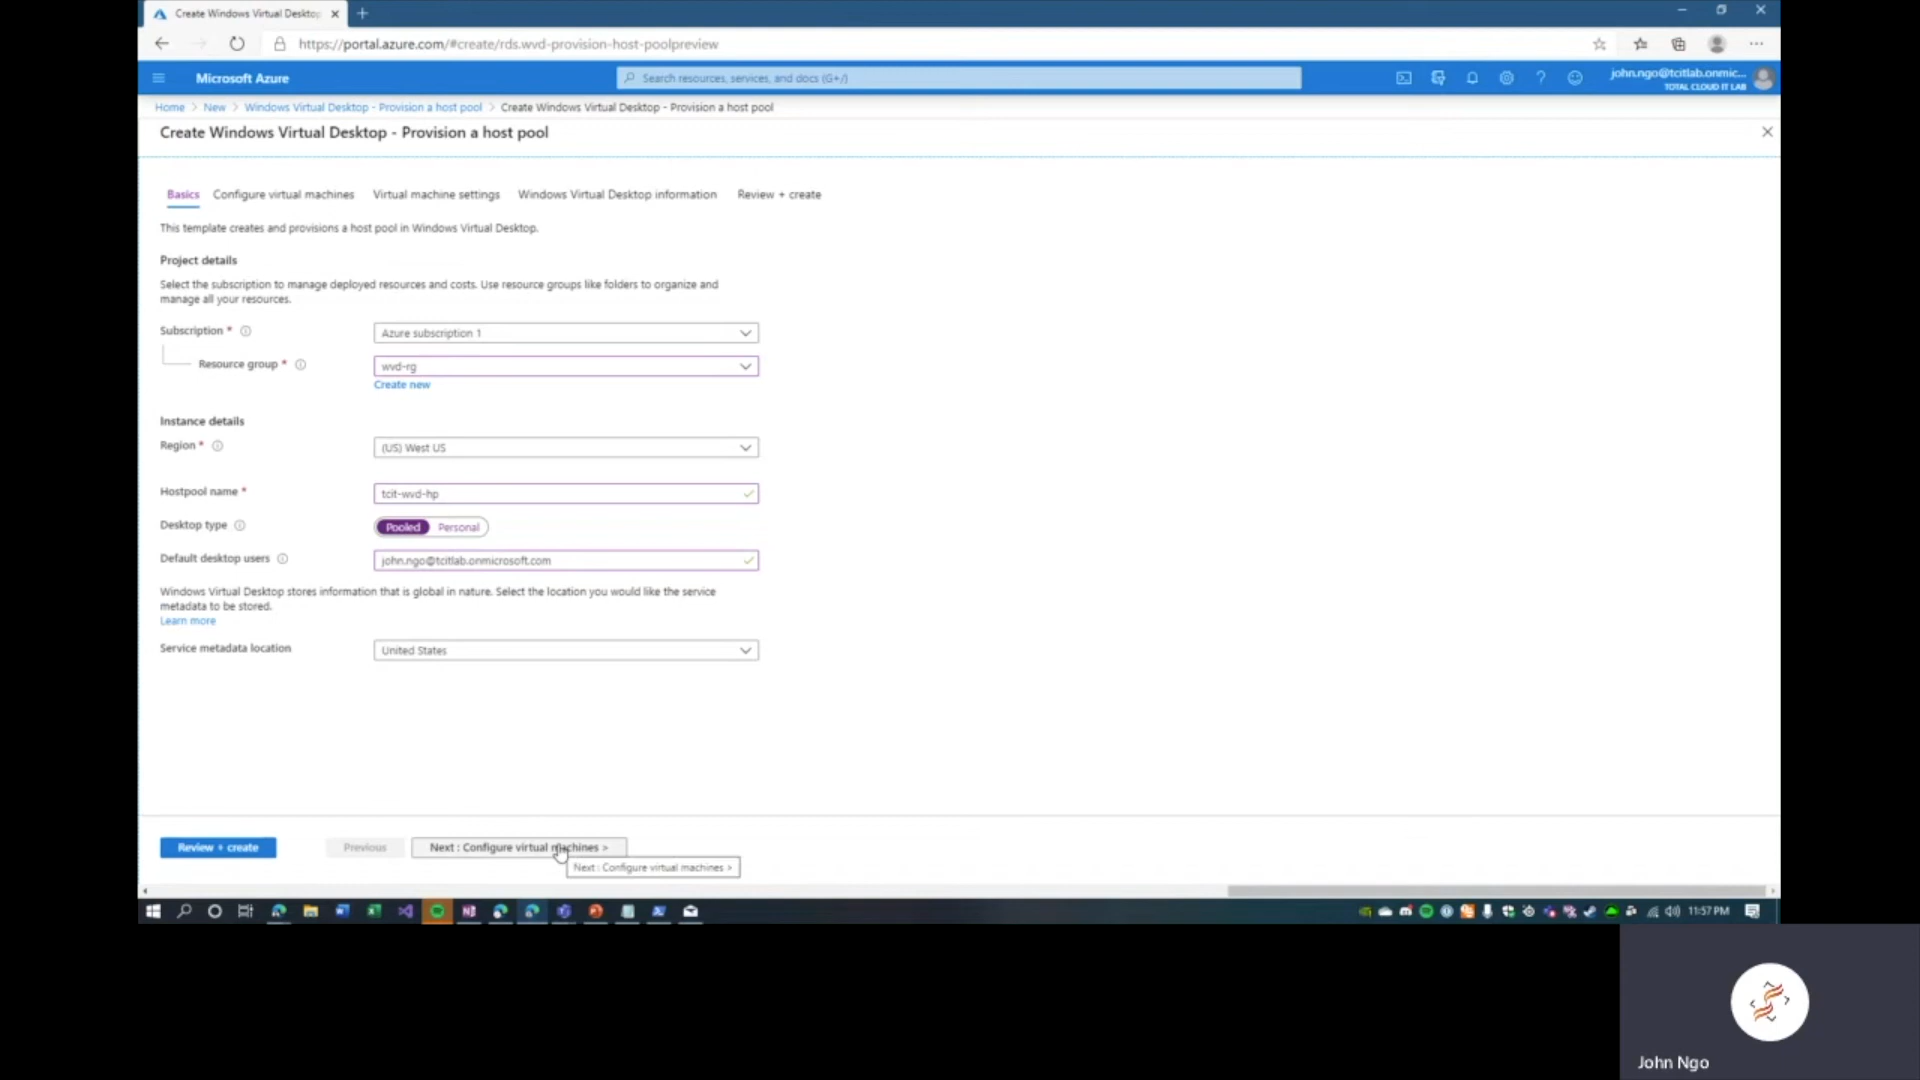 Create Windows Virtual Desktop
https://portal.azure.com/#create/rds.wvd-provision-host-poolpreview
Microsoft Azure
Search resources, services, and docs (G+/)
john.ngo@tcitlab.onmic...
TOTAL CLOUD IT LAB
Home > New > Windows Virtual Desktop - Provision a host pool > Create Windows Virtual Desktop - Provision a host pool
Create Windows Virtual Desktop - Provision a host pool
Basics Configure virtual machines Virtual machine settings Windows Virtual Desktop information Review + create
This template creates and provisions a host pool in Windows Virtual Desktop.
Project details
Select the subscription to manage deployed resources and costs. Use resource groups like folders to organize and
manage all your resources.
Subscription * Azure subscription 1
Resource group * wvd-rg
Create new
Instance details
Region * (US) West US
Hostpool name * tcit-wvd-hp
Desktop type Pooled Personal
Default desktop users john.ngo@tcitlab.onmicrosoft.com
Windows Virtual Desktop stores information that is global in nature. Select the location you would like the service
metadata to be stored.
Learn more
Service metadata location United States
Review + create Previous Next : Configure virtual machines >
Next : Configure virtual machines >
11:57 PM
John Ngo